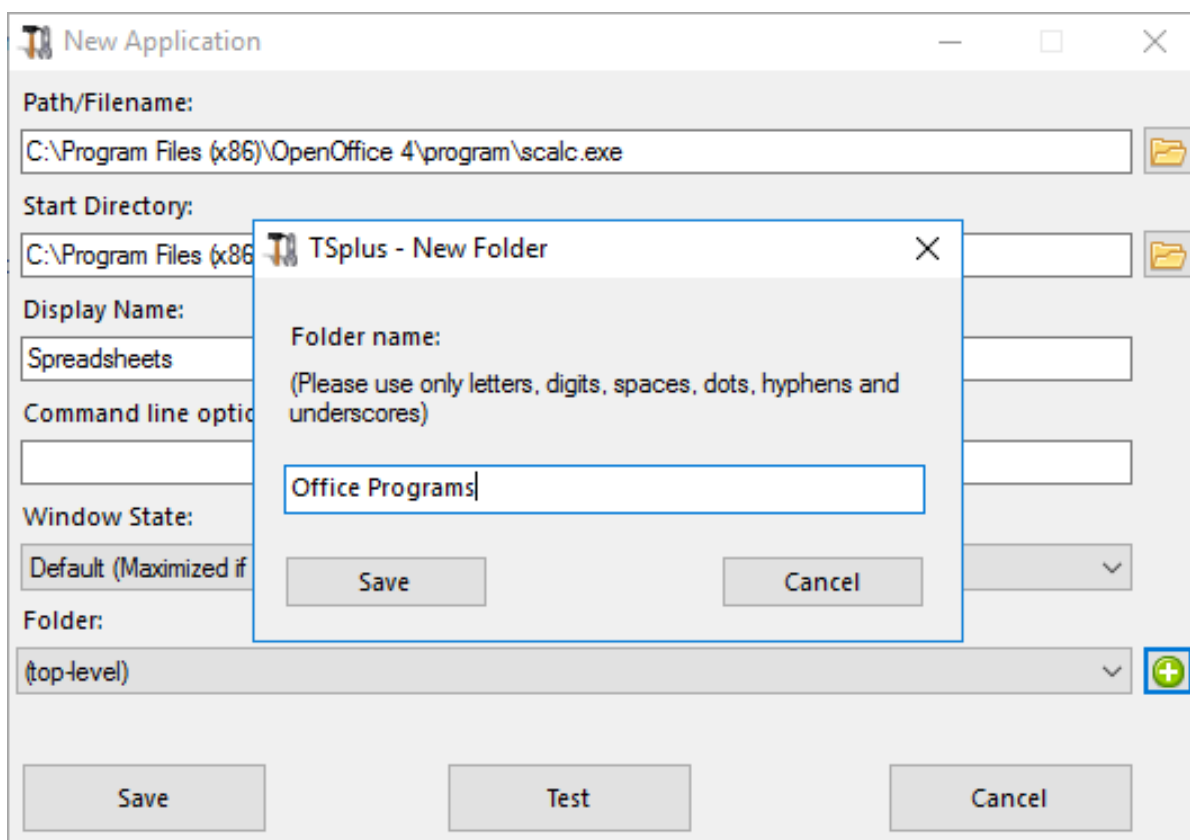 New Application
Path/Filename:
C:\Program Files (x86)\OpenOffice 4\program\scalc.exe
Start Directory:
C:\Program Files (x86
Display Name:
Spreadsheets
Command line optio
Window State:
Default (Maximized if
Folder:
(top-level)
Save
Test
Cancel
TSplus - New Folder
Folder name:
(Please use only letters, digits, spaces, dots, hyphens and
underscores)
Office Programs
Save
Cancel